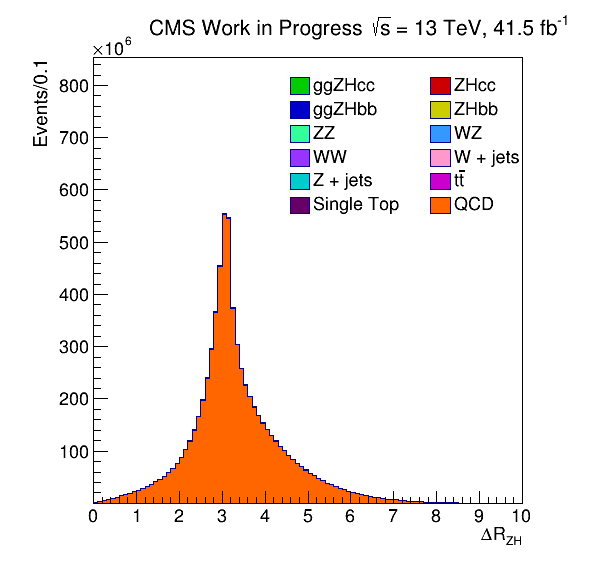 CMS Work in Progress √s = 13 TeV, 41.5 fb⁻¹
×10⁶
Events/0.1
800
700
600
500
400
300
200
100
ggZHcc ZHcc
ggZHbb ZHbb
ZZ WZ
WW W + jets
Z + jets tt̄
Single Top QCD
0 1 2 3 4 5 6 7 8 9 10
ΔR_ZH